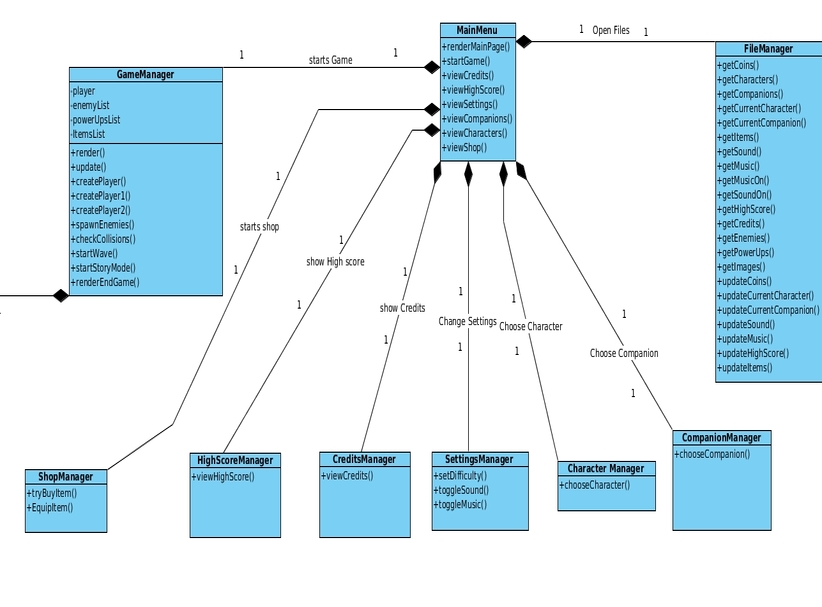 MainMenu
+renderMainPage()
+startGame()
+viewCredits()
+viewHighScore()
+viewSettings()
+viewCompanions()
+viewCharacters()
+viewShop()
1 Open Files 1
FileManager
+getCoins()
+getCharacters()
+getCompanions()
+getCurrentCharacter()
+getCurrentCompanion()
+getItems()
+getSound()
+getMusic()
+getMusicOn()
+getSoundOn()
+getHighScore()
+getCredits()
+getEnemies()
+getPowerUps()
+getImages()
+updateCoins()
+updateCurrentCharacter()
+updateCurrentCompanion()
+updateSound()
+updateMusic()
+updateHighScore()
+updateItems()
1 starts Game 1
GameManager
-player
-enemyList
-powerUpsList
-ItemsList
+render()
+update()
+createPlayer()
+createPlayer1()
+createPlayer2()
+spawnEnemies()
+checkCollisions()
+startWave()
+startStoryMode()
+renderEndGame()
1
starts shop
1
1
show High score
1
1
show Credits
1
1
Change Settings
1
1
Choose Character
1
1
Choose Companion
1
ShopManager
+tryBuyItem()
+EquipItem()
HighScoreManager
+viewHighScore()
CreditsManager
+viewCredits()
SettingsManager
+setDifficulty()
+toggleSound()
+toggleMusic()
Character Manager
+chooseCharacter()
CompanionManager
+chooseCompanion()